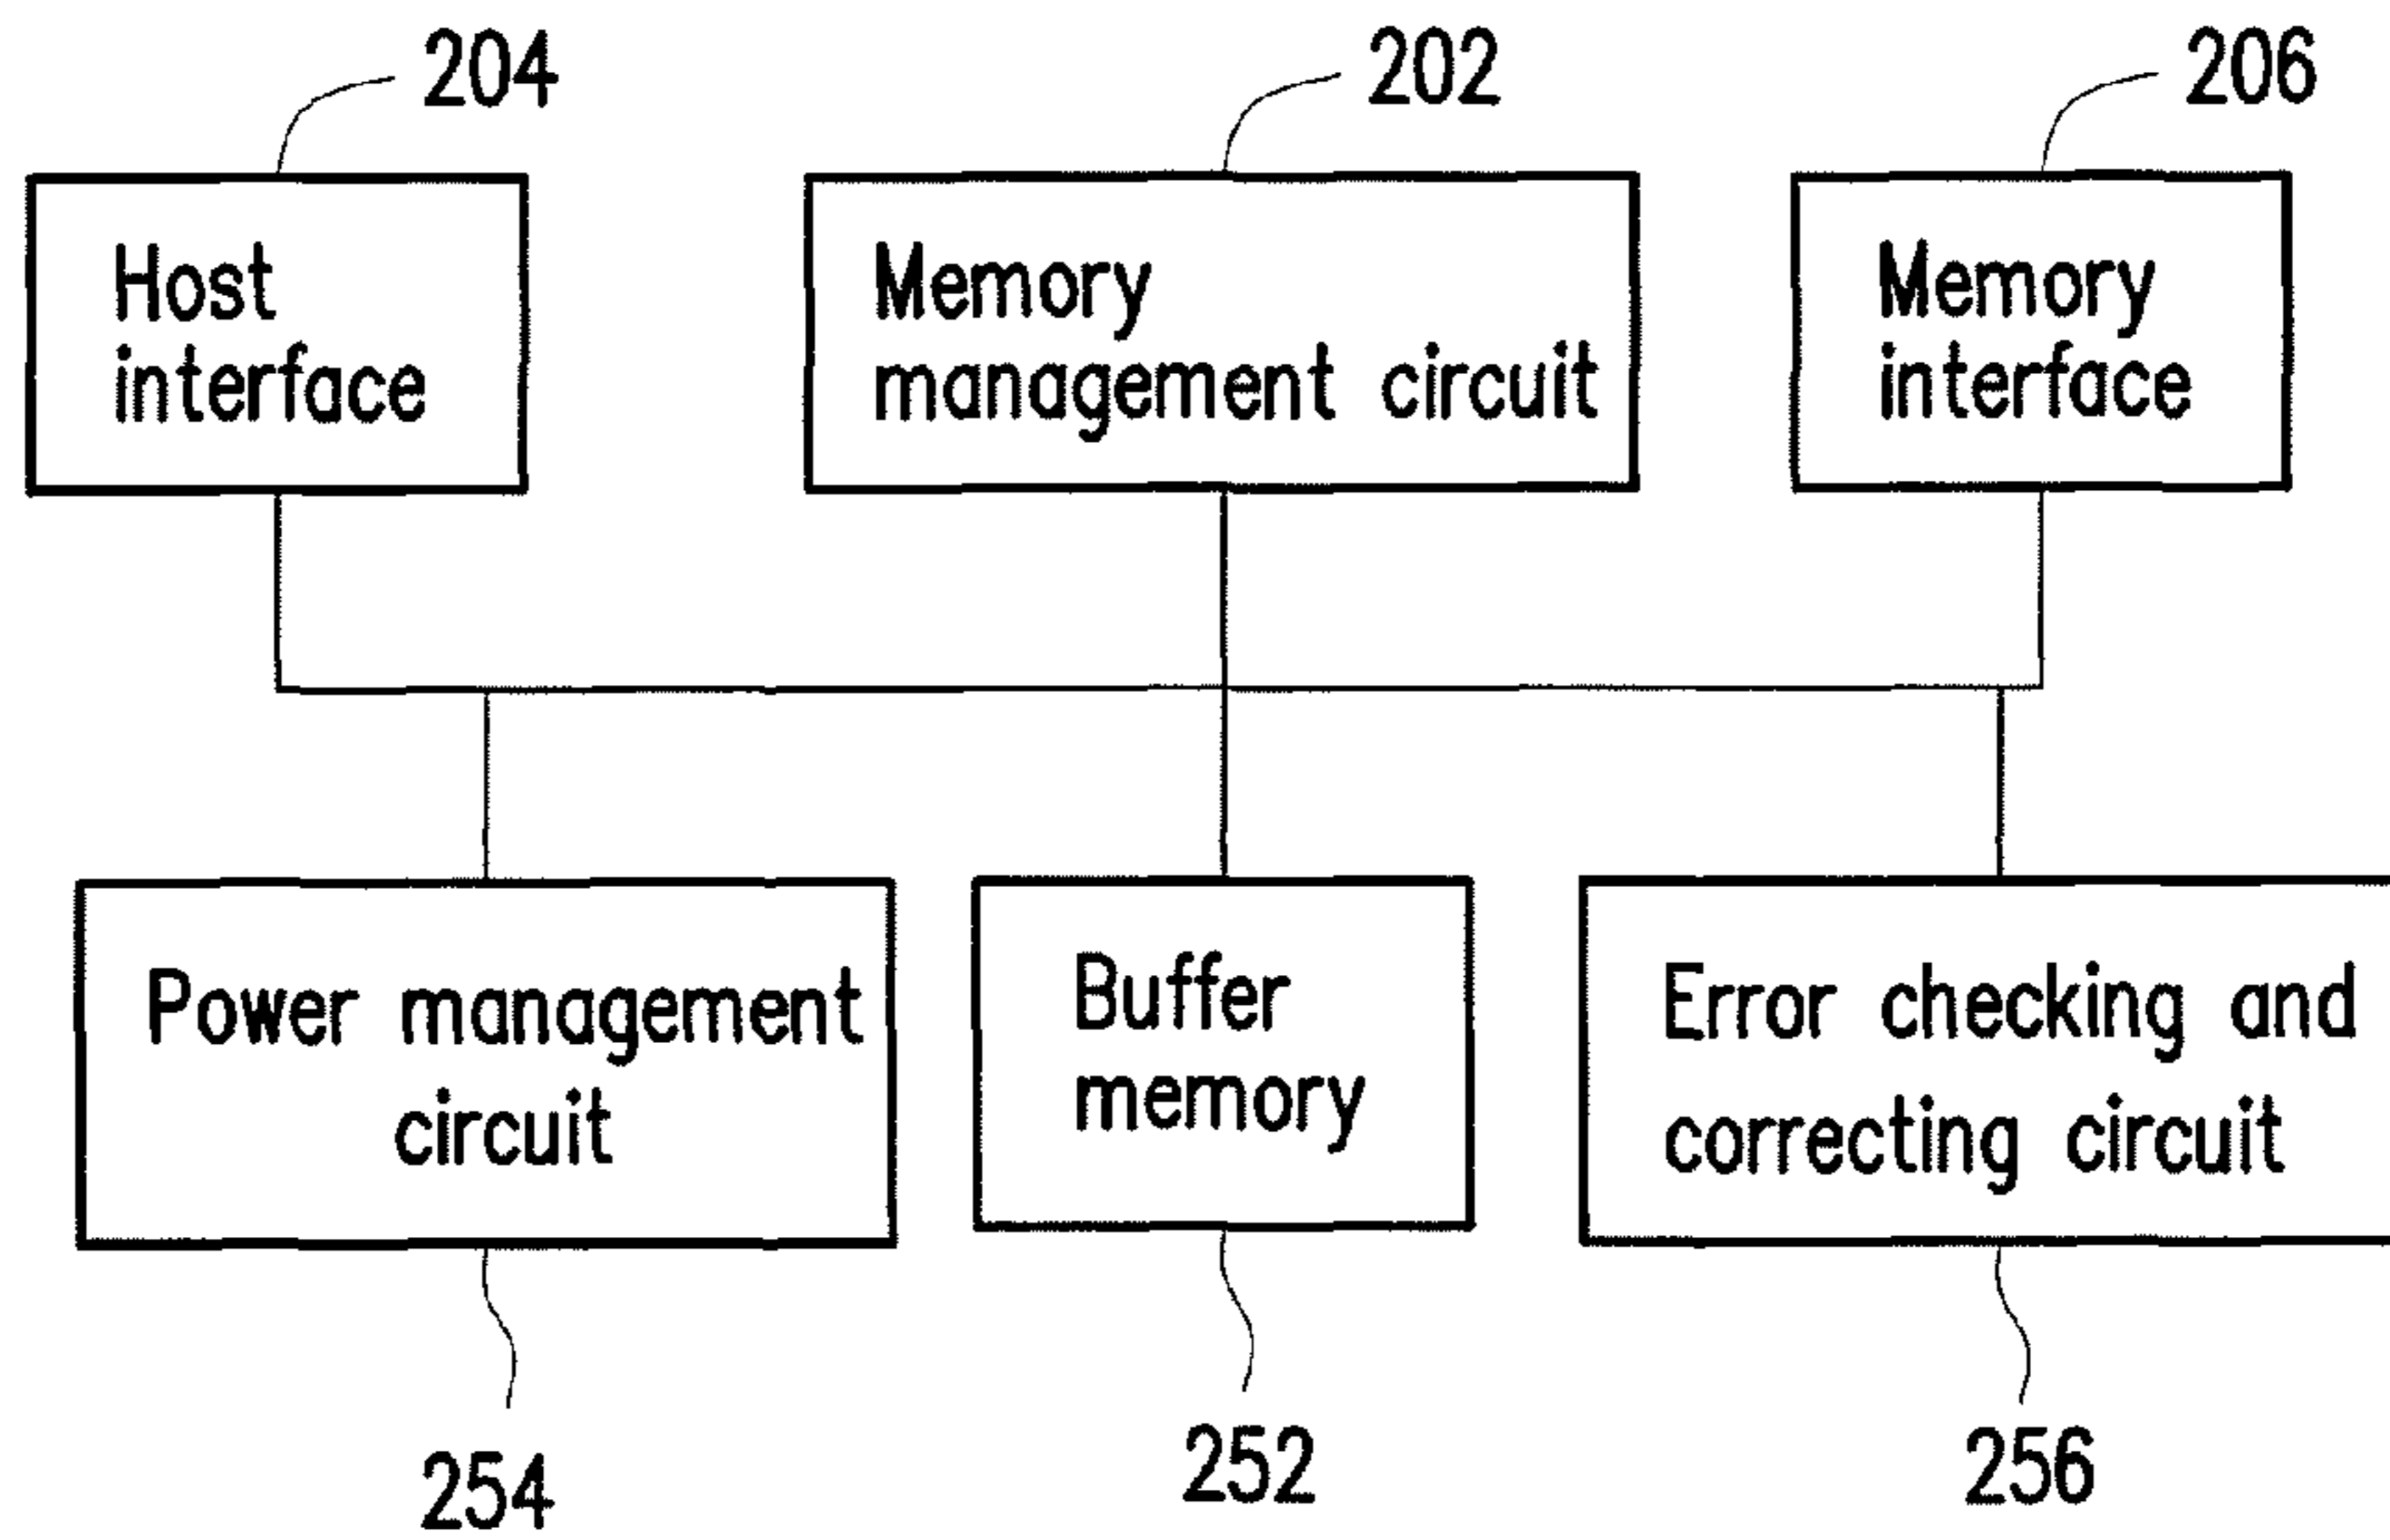 204
202
206
Host
interface
Memory
management circuit
Memory
interface
Power management
circuit
Buffer
memory
Error checking and
correcting circuit
254
252
256